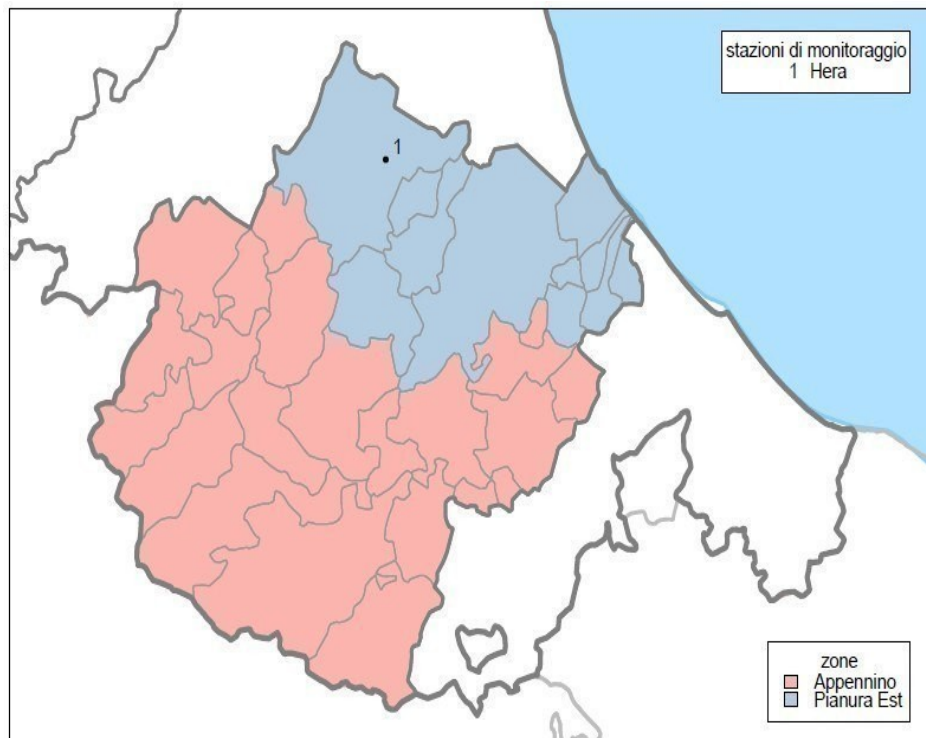 stazioni di monitoraggio
1 Hera
1
zone
Appennino
Pianura Est